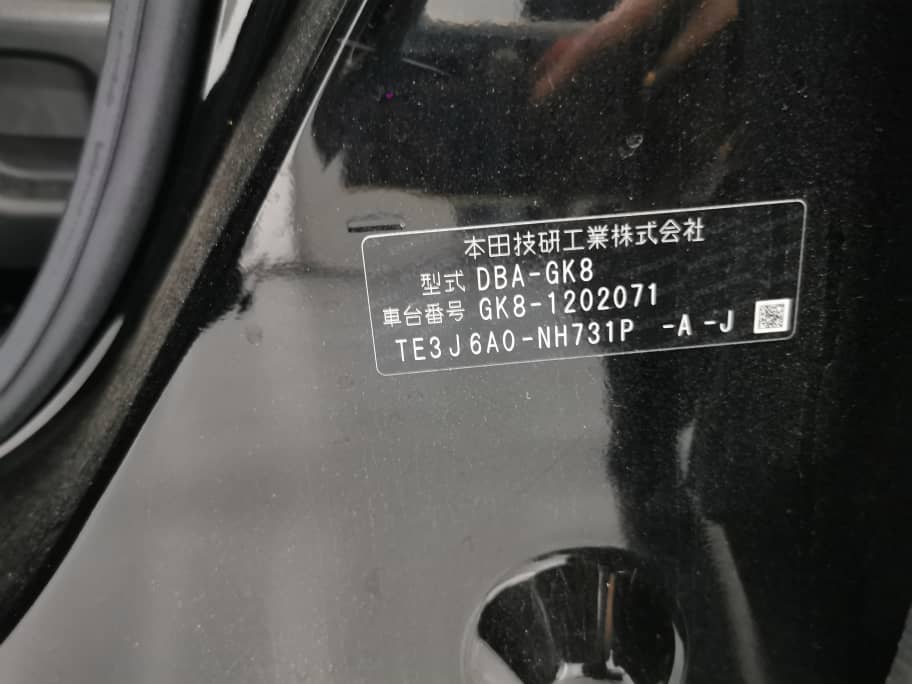 本田技研工業株式会社
型式 DBA-GK8
車台番号 GK8-1202071
TE3J6A0-NH731P -A -J